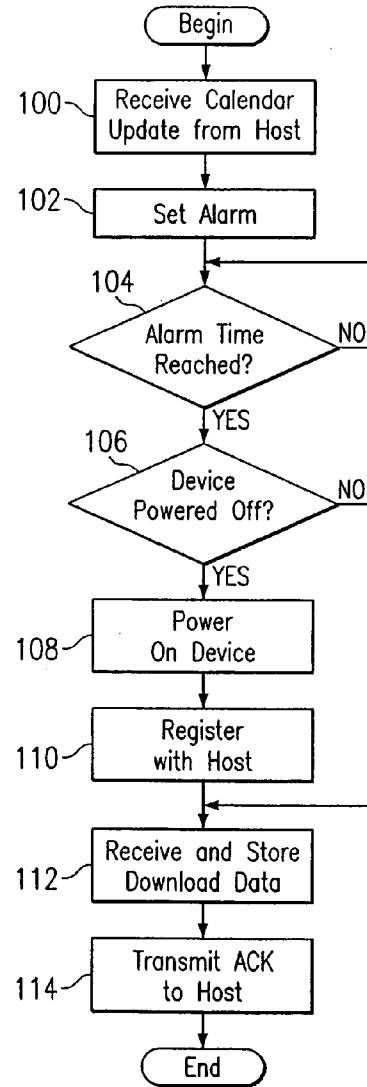 Begin
100
Receive Calendar
Update from Host
102
Set Alarm
104
Alarm Time
Reached?
NO
YES
106
Device
Powered Off?
NO
YES
108
Power
On Device
110
Register
with Host
112
Receive and Store
Download Data
114
Transmit ACK
to Host
End